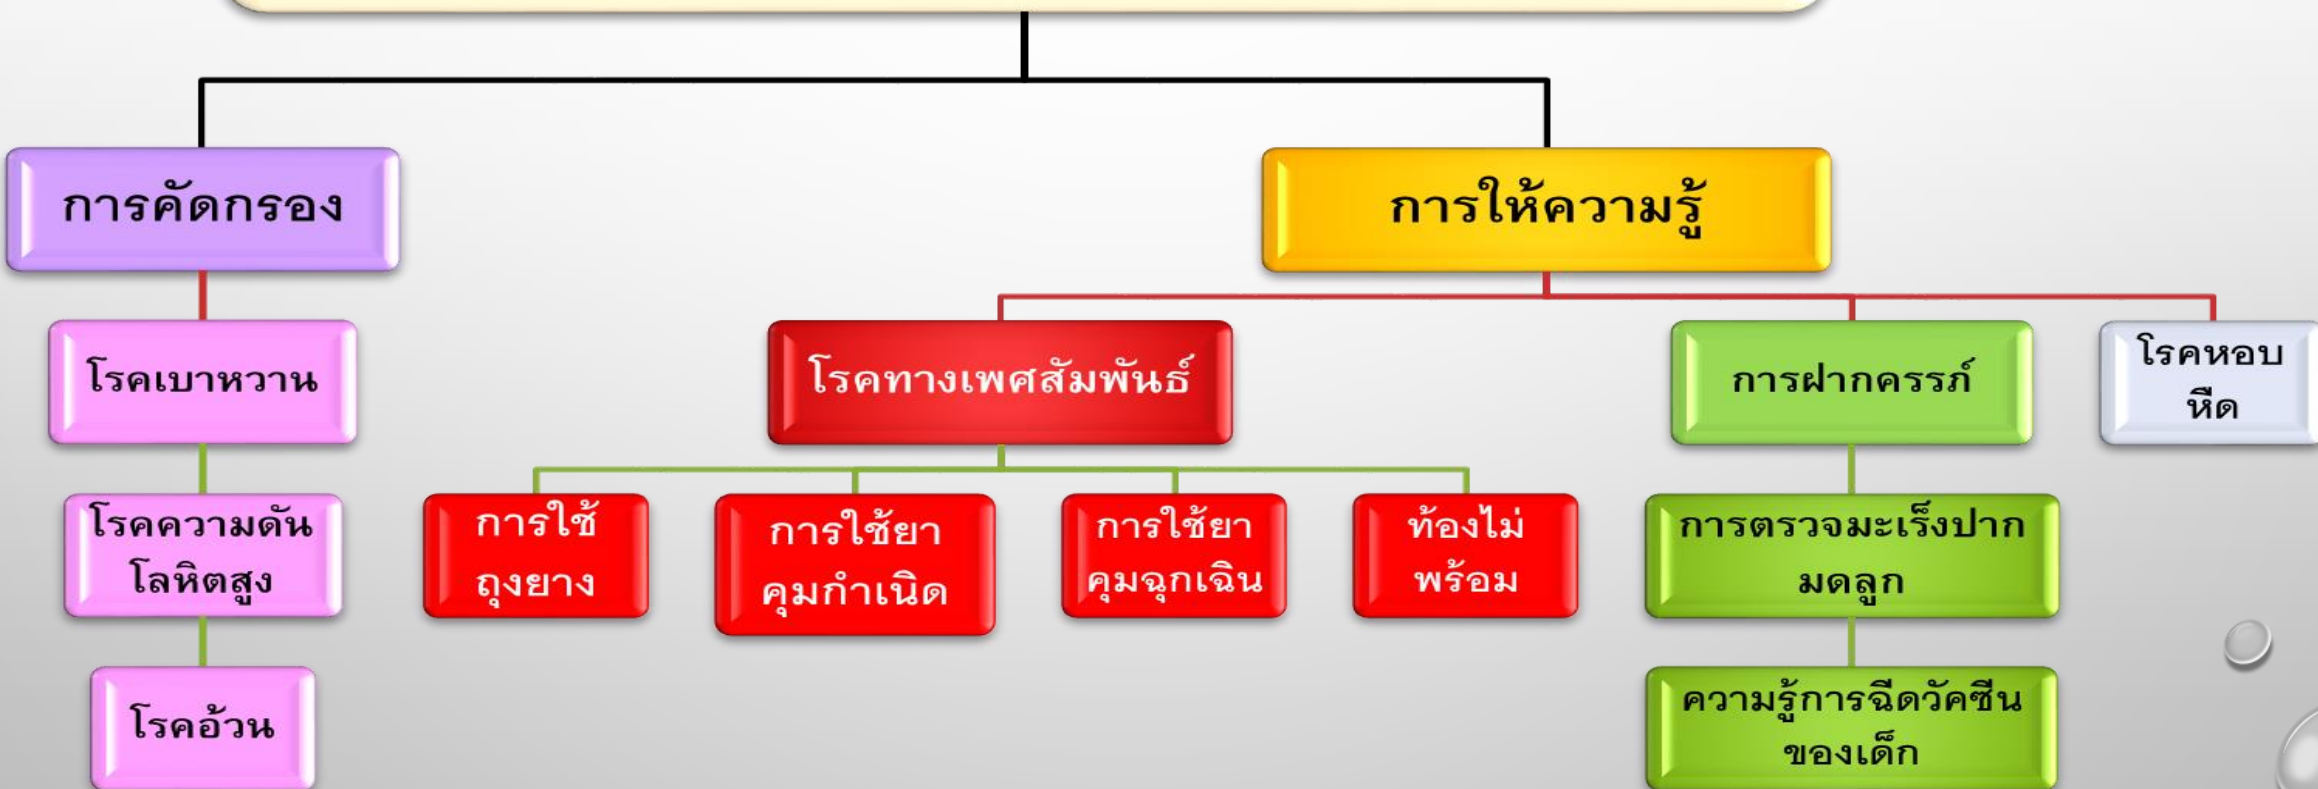 การคัดกรอง
การให้ความรู้
โรคเบาหวาน
โรคทางเพศสัมพันธ์
การฝากครรภ์
โรคหอบ
หืด
โรคความดัน
โลหิตสูง
การใช้
ถุงยาง
การใช้ยา
คุมกำเนิด
การใช้ยา
คุมฉุกเฉิน
ท้องไม่
พร้อม
การตรวจมะเร็งปาก
มดลูก
โรคอ้วน
ความรู้การฉีดวัคซีน
ของเด็ก